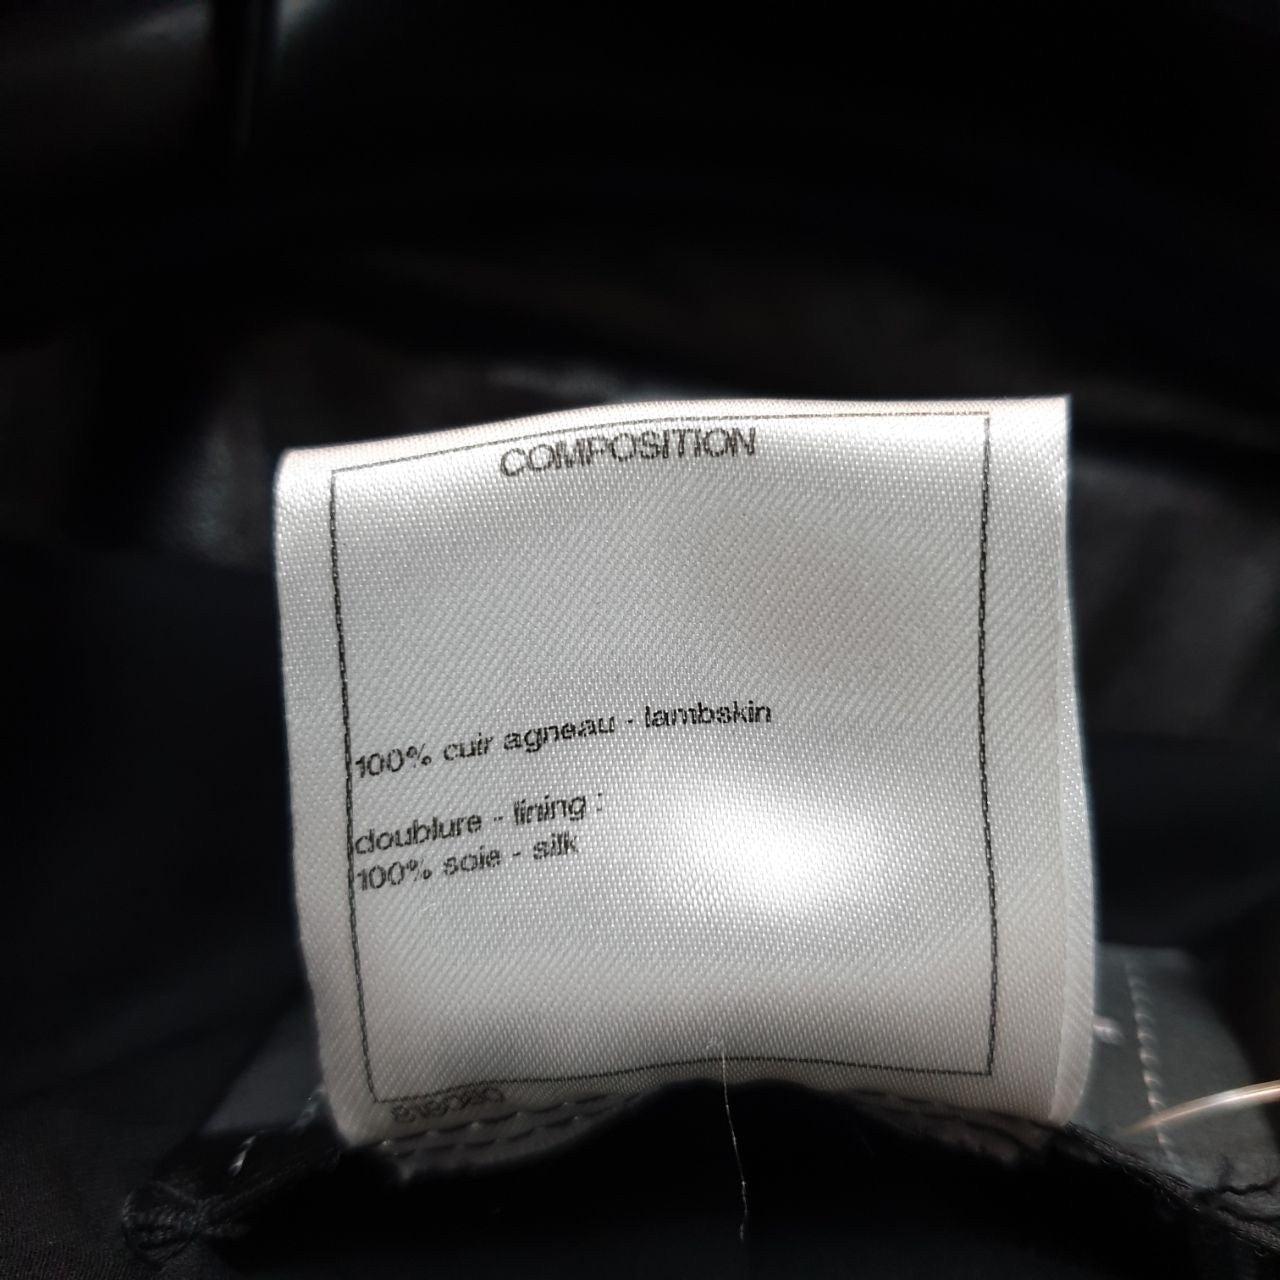 COMPOSITION
100% cuir agneau - lambskin
doublure - lining :
100% soie - silk